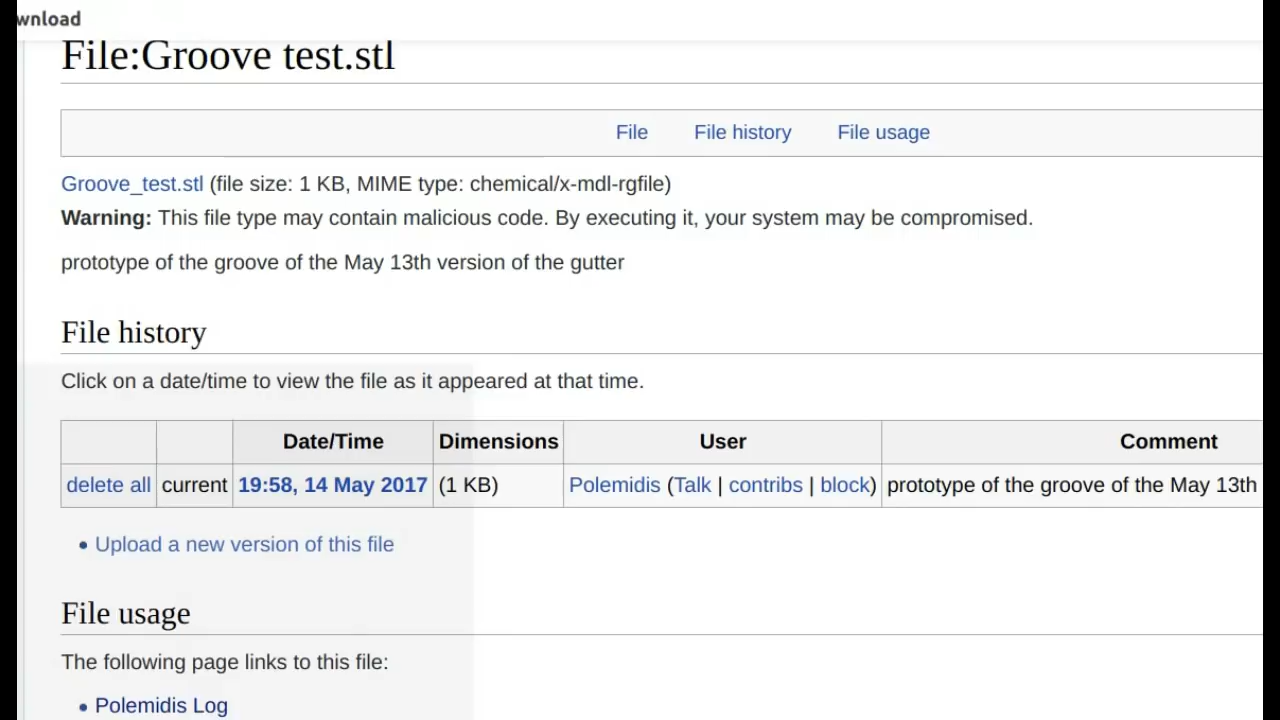 wnload
File:Groove test.stl
File File history File usage
Groove_test.stl (file size: 1 KB, MIME type: chemical/x-mdl-rgfile)
Warning: This file type may contain malicious code. By executing it, your system may be compromised.
prototype of the groove of the May 13th version of the gutter
File history
Click on a date/time to view the file as it appeared at that time.
Date/Time Dimensions User Comment
delete all current 19:58, 14 May 2017 (1 KB) Polemidis (Talk | contribs | block) prototype of the groove of the May 13th
• Upload a new version of this file
File usage
The following page links to this file:
• Polemidis Log